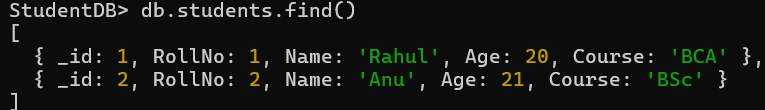 StudentDB> db.students.find()
[
  { _id: 1, RollNo: 1, Name: 'Rahul', Age: 20, Course: 'BCA' },
  { _id: 2, RollNo: 2, Name: 'Anu', Age: 21, Course: 'BSc' }
]